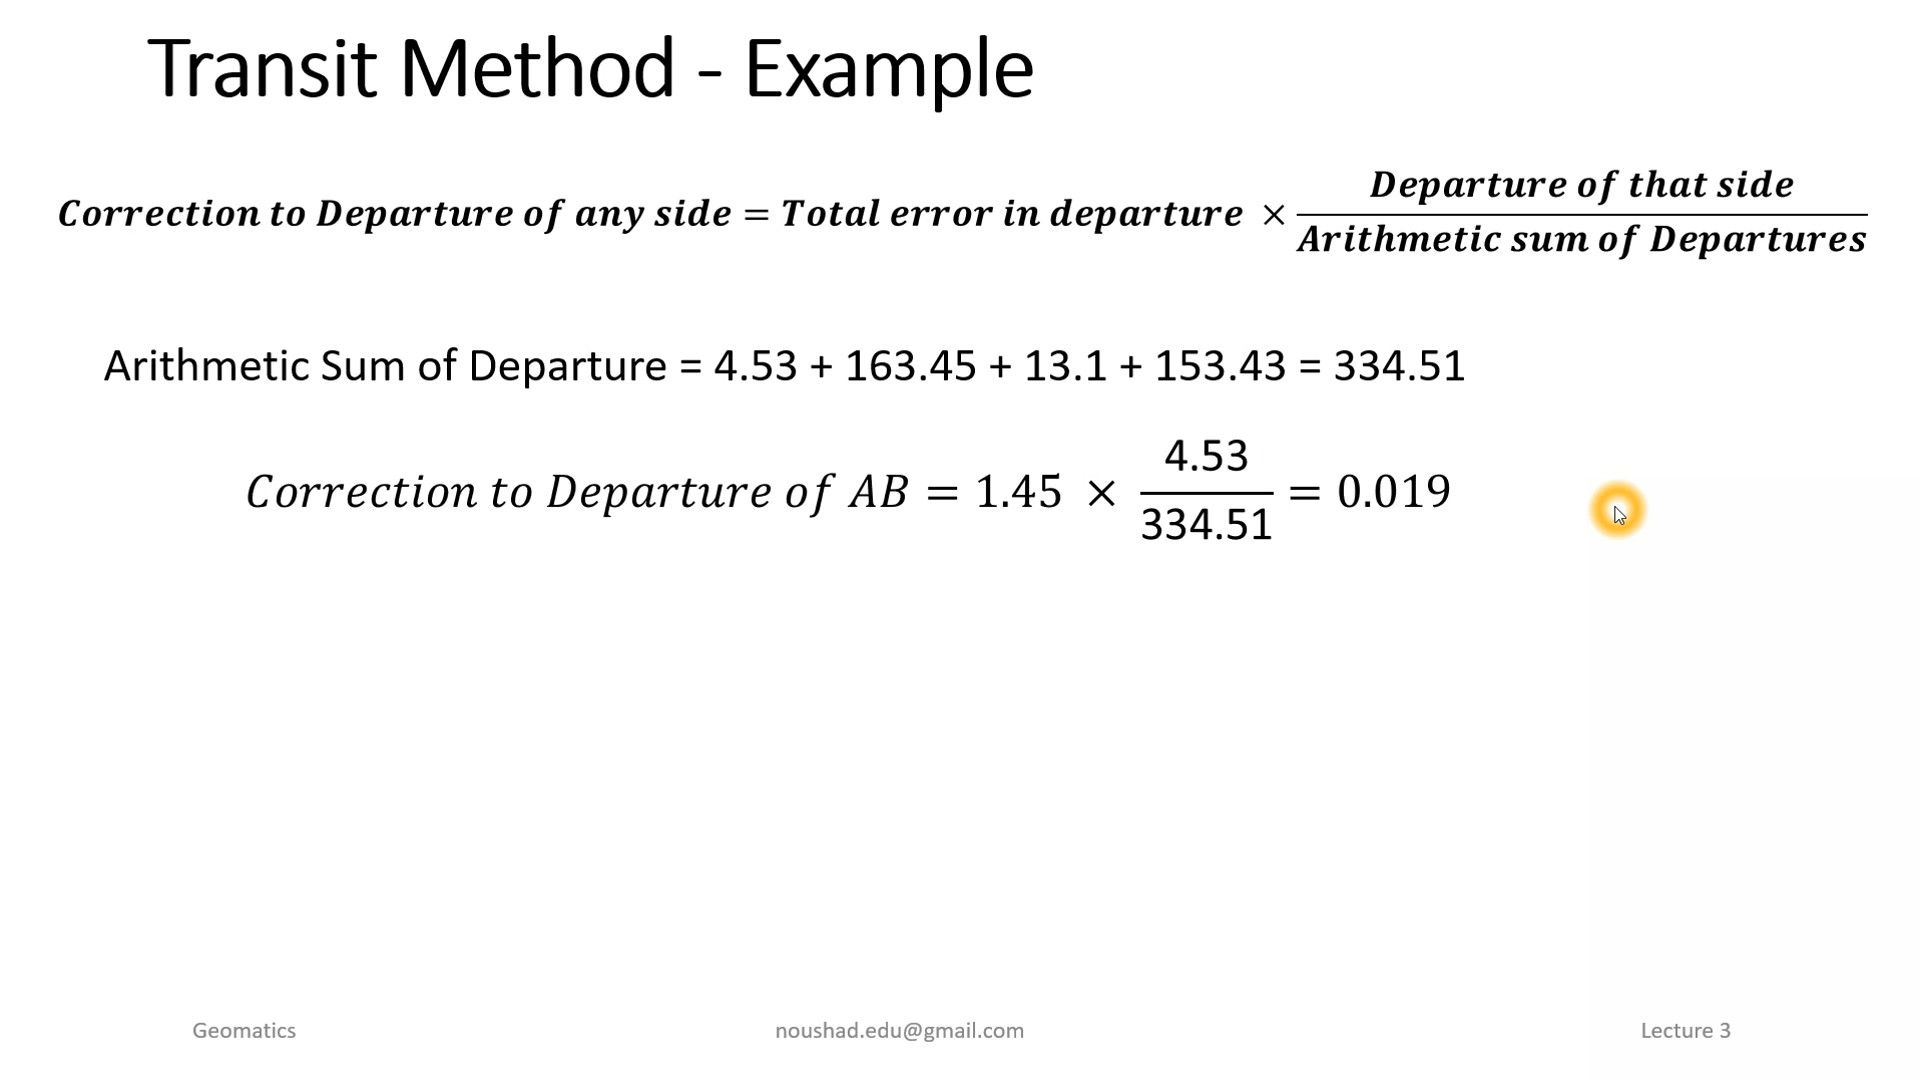 Transit Method - Example
Correction to Departure of any side = Total error in departure × Departure of that side / Arithmetic sum of Departures
Arithmetic Sum of Departure = 4.53 + 163.45 + 13.1 + 153.43 = 334.51
Correction to Departure of AB = 1.45 × 4.53 / 334.51 = 0.019
Geomatics noushad.edu@gmail.com Lecture 3